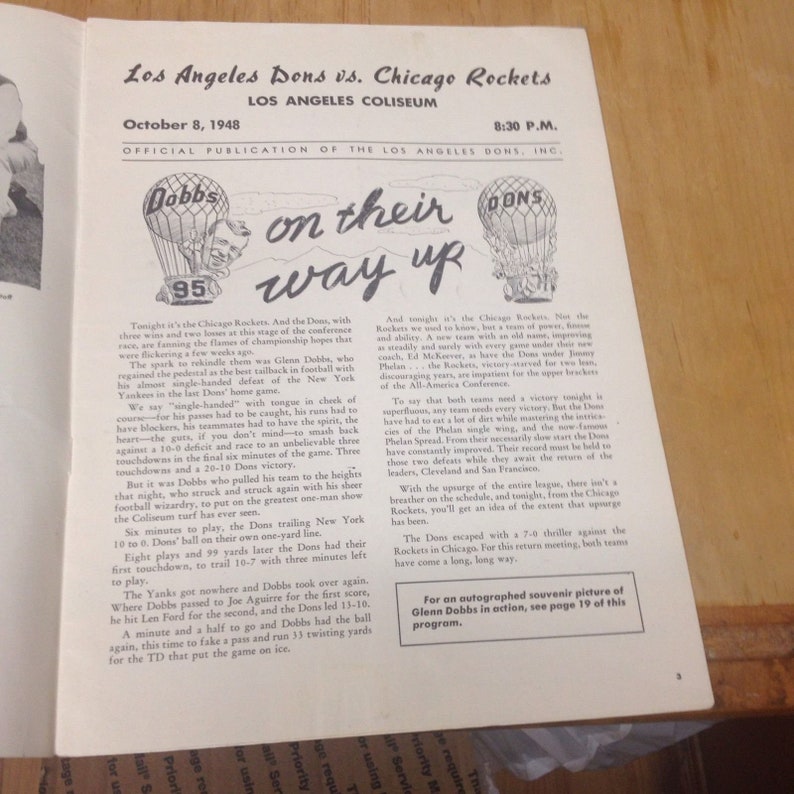 Los Angeles Dons vs. Chicago Rockets
LOS ANGELES COLISEUM
October 8, 1948 8:30 P.M.
OFFICIAL PUBLICATION OF THE LOS ANGELES DONS, INC.
Dobbs
95
on their
way up
DONS
Tonight it's the Chicago Rockets. And the Dons, with
three wins and two losses at this stage of the conference
race, are fanning the flames of championship hopes that
were flickering a few weeks ago.
The spark to rekindle them was Glenn Dobbs, who
regained the pedestal as the best tailback in football with
his almost single-handed defeat of the New York
Yankees in the last Dons' home game.
We say "single-handed" with tongue in cheek of
course—for his passes had to be caught, his runs had to
have blockers, his teammates had to have the spirit, the
heart—the guts, if you don't mind—to smash back
against a 10-0 deficit and race to an unbelievable three
touchdowns in the final six minutes of the game. Three
touchdowns and a 20-10 Dons victory.
But it was Dobbs who pulled his team to the heights
that night, who struck and struck again with his sheer
football wizardry, to put on the greatest one-man show
the Coliseum turf has ever seen.
Six minutes to play, the Dons trailing New York
10 to 0. Dons' ball on their own one-yard line.
Eight plays and 99 yards later the Dons had their
first touchdown, to trail 10-7 with three minutes left
to play.
The Yanks got nowhere and Dobbs took over again.
Where Dobbs passed to Joe Aguirre for the first score,
he hit Len Ford for the second, and the Dons led 13-10.
A minute and a half to go and Dobbs had the ball
again, this time to fake a pass and run 33 twisting yards
for the TD that put the game on ice.
And tonight it's the Chicago Rockets. Not the
Rockets we used to know, but a team of power, finesse
and ability. A new team with an old name, improving
as steadily and surely with every game under their new
coach, Ed McKeever, as have the Dons under Jimmy
Phelan . . . the Rockets, victory-starved for two lean,
discouraging years, are impatient for the upper brackets
of the All-America Conference.
To say that both teams need a victory tonight is
superfluous, any team needs every victory. But the Dons
have had to eat a lot of dirt while mastering the intrica-
cies of the Phelan single wing, and the now-famous
Phelan Spread. From their necessarily slow start the Dons
have constantly improved. Their record must be held to
those two defeats while they await the return of the
leaders, Cleveland and San Francisco.
With the upsurge of the entire league, there isn't a
breather on the schedule, and tonight, from the Chicago
Rockets, you'll get an idea of the extent that upsurge
has been.
The Dons escaped with a 7-0 thriller against the
Rockets in Chicago. For this return meeting, both teams
have come a long, long way.
For an autographed souvenir picture of
Glenn Dobbs in action, see page 19 of this
program.
3